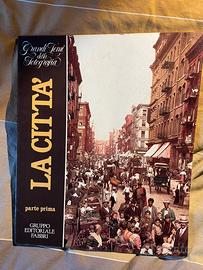 Grandi Temi
della
Fotografia
LA CITTA'
parte prima
GRUPPO
EDITORIALE
FABBRI